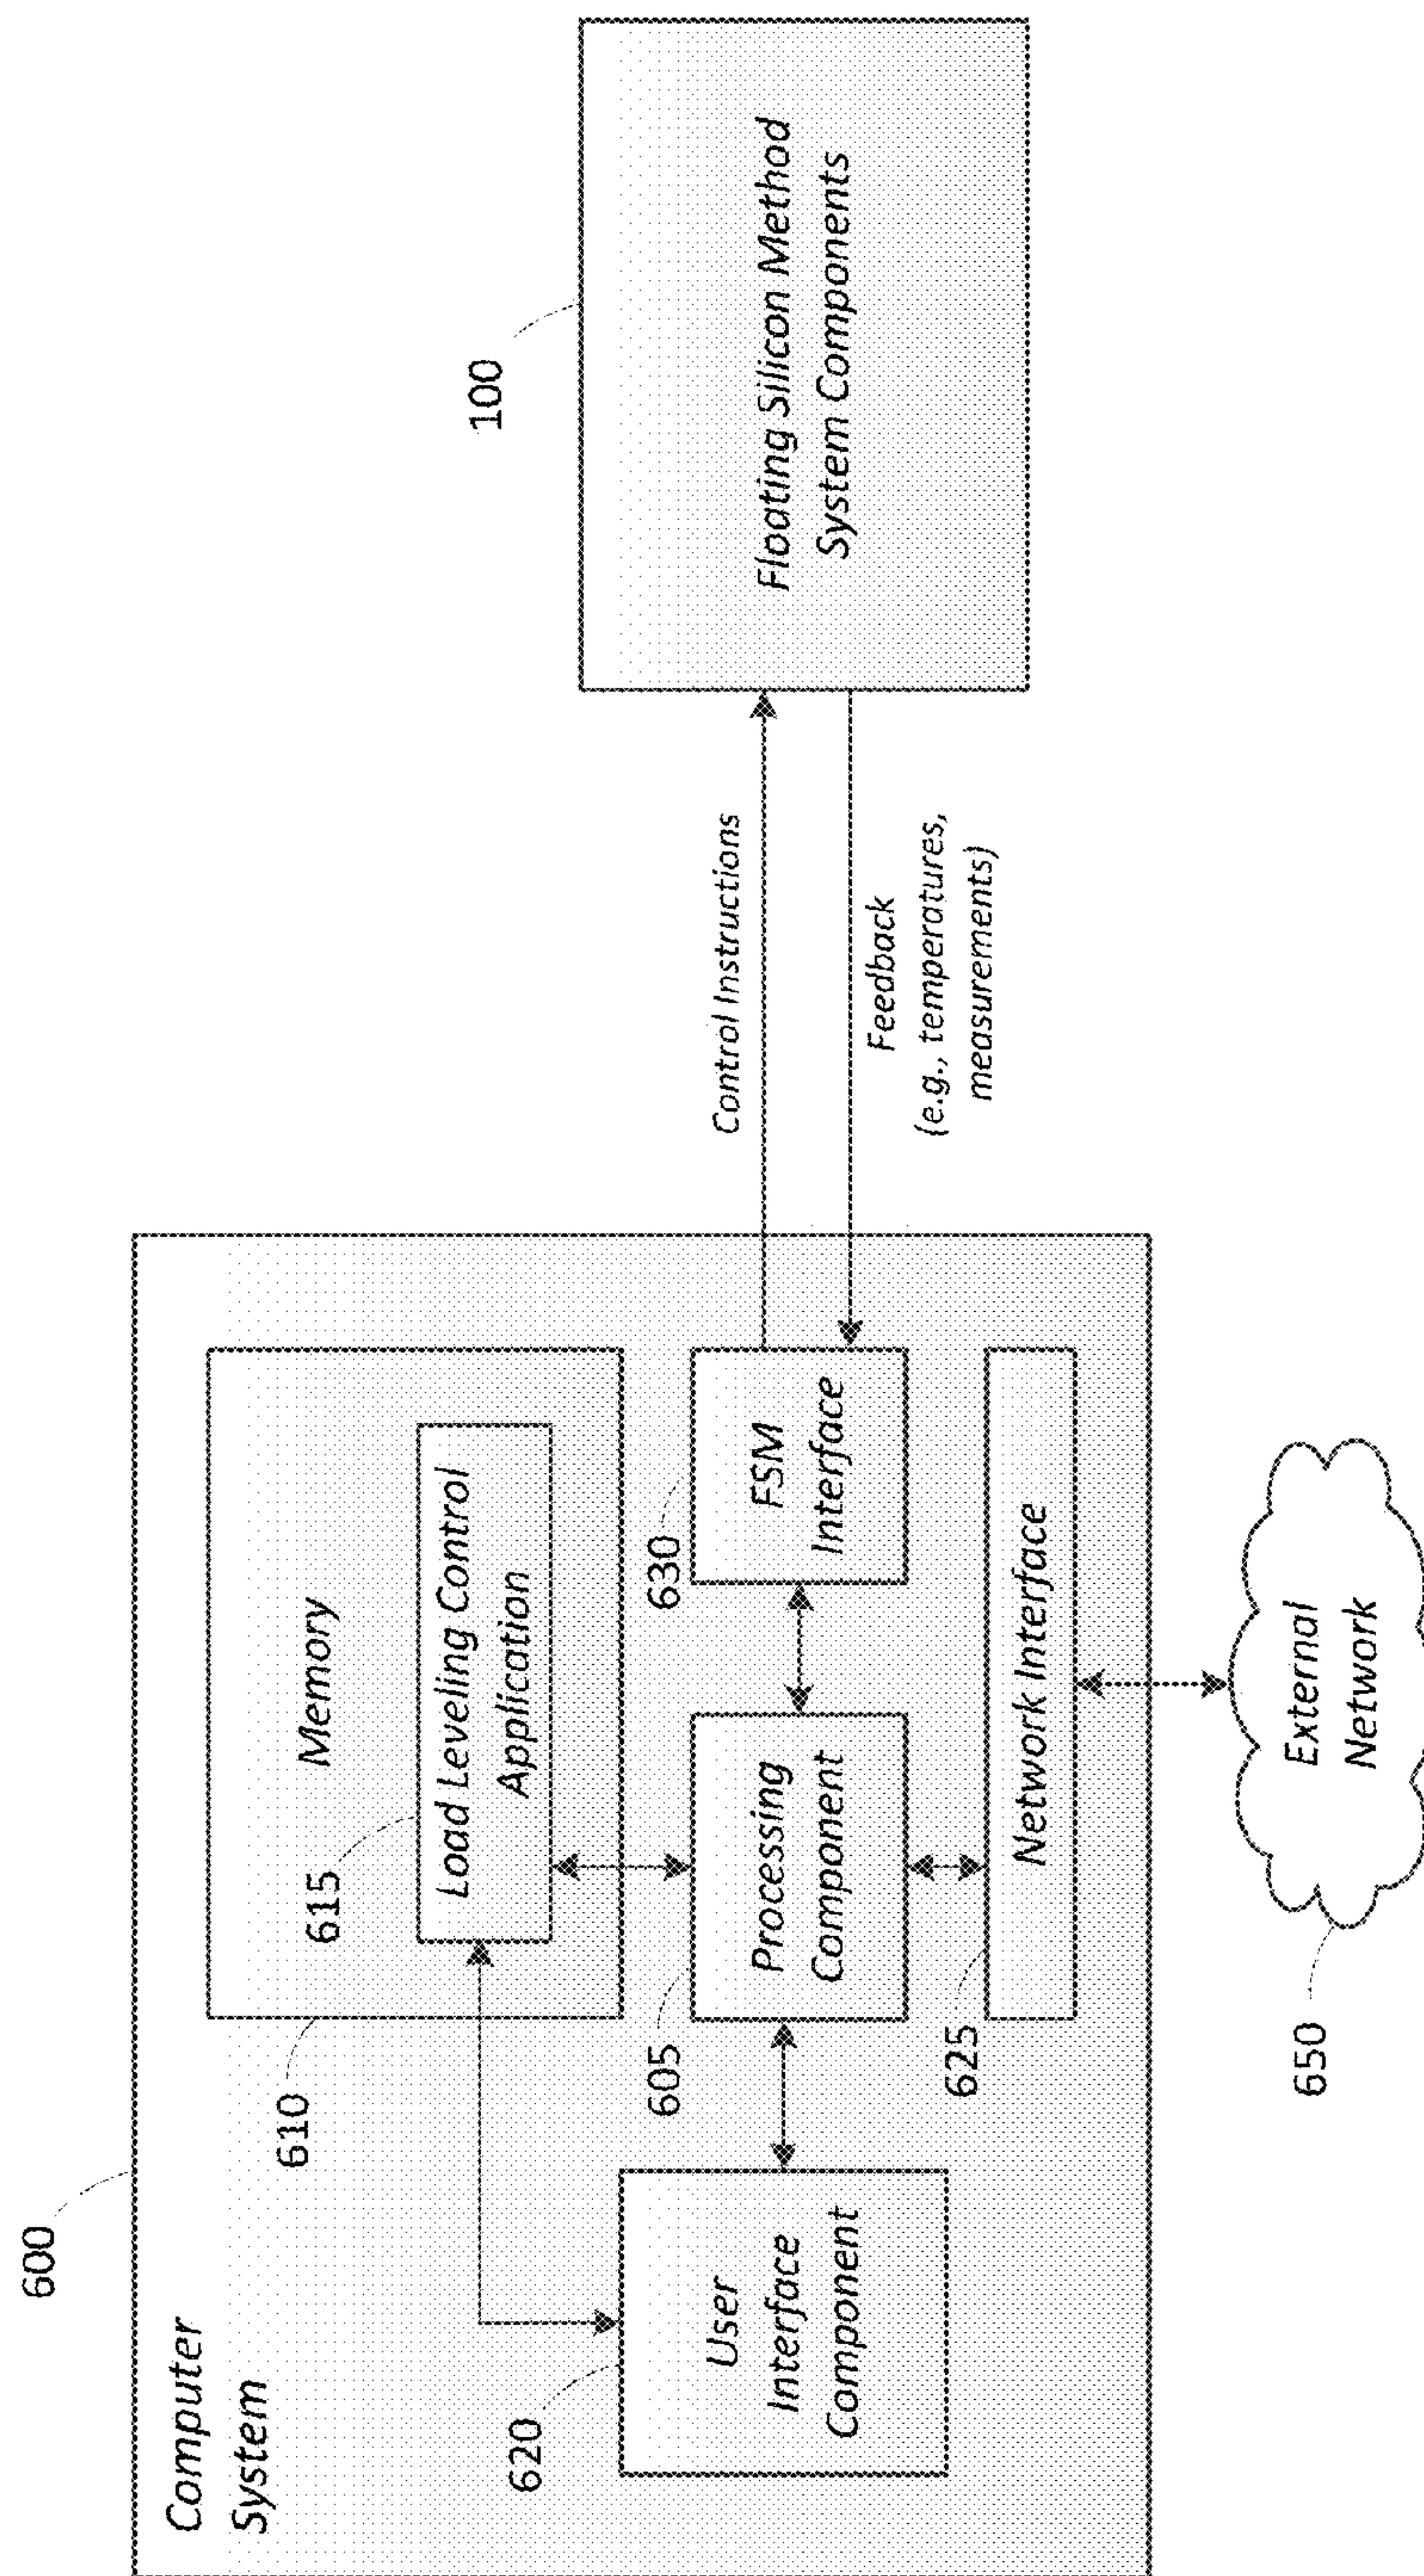 600
Computer
System
610
Memory
615
Load Leveling Control
Application
620
User
Interface
Component
605
Processing
Component
630
FSM
Interface
625
Network Interface
650
External
Network
Control Instructions
Feedback
(e.g., temperatures,
measurements)
100
Floating Silicon Method
System Components